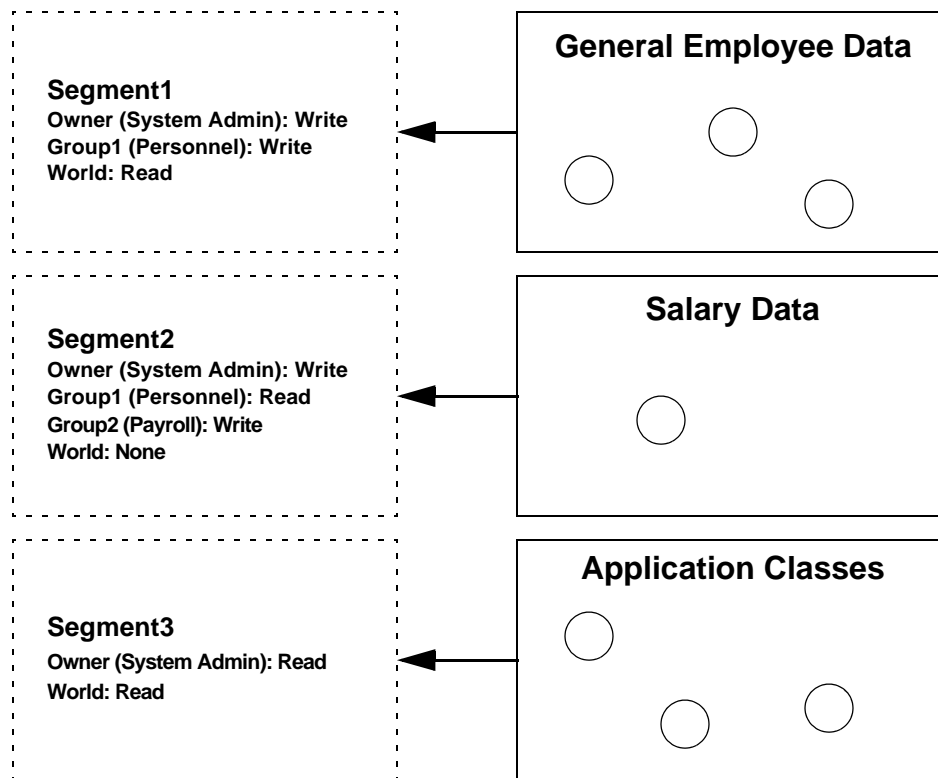 General Employee Data
Segment1
Owner (System Admin): Write
Group1 (Personnel): Write
World: Read
Salary Data
Segment2
Owner (System Admin): Write
Group1 (Personnel): Read
Group2 (Payroll): Write
World: None
Application Classes
Segment3
Owner (System Admin): Read
World: Read